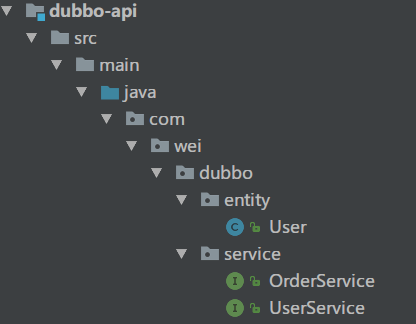 dubbo-api
src
main
java
com
wei
dubbo
entity
C User
service
I OrderService
I UserService